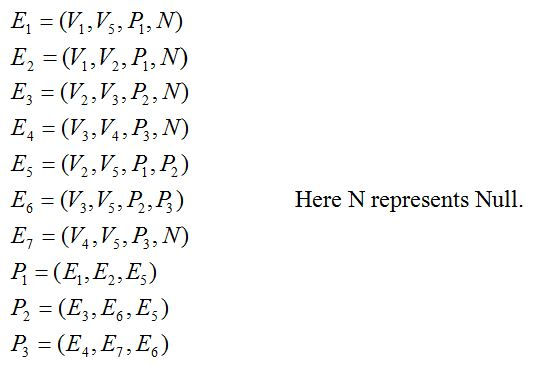 E₁ = (V₁,V₅,P₁,N)
E₂ = (V₁,V₂,P₁,N)
E₃ = (V₂,V₃,P₂,N)
E₄ = (V₃,V₄,P₃,N)
E₅ = (V₂,V₅,P₁,P₂)
E₆ = (V₃,V₅,P₂,P₃) Here N represents Null.
E₇ = (V₄,V₅,P₃,N)
P₁ = (E₁,E₂,E₅)
P₂ = (E₃,E₆,E₅)
P₃ = (E₄,E₇,E₆)